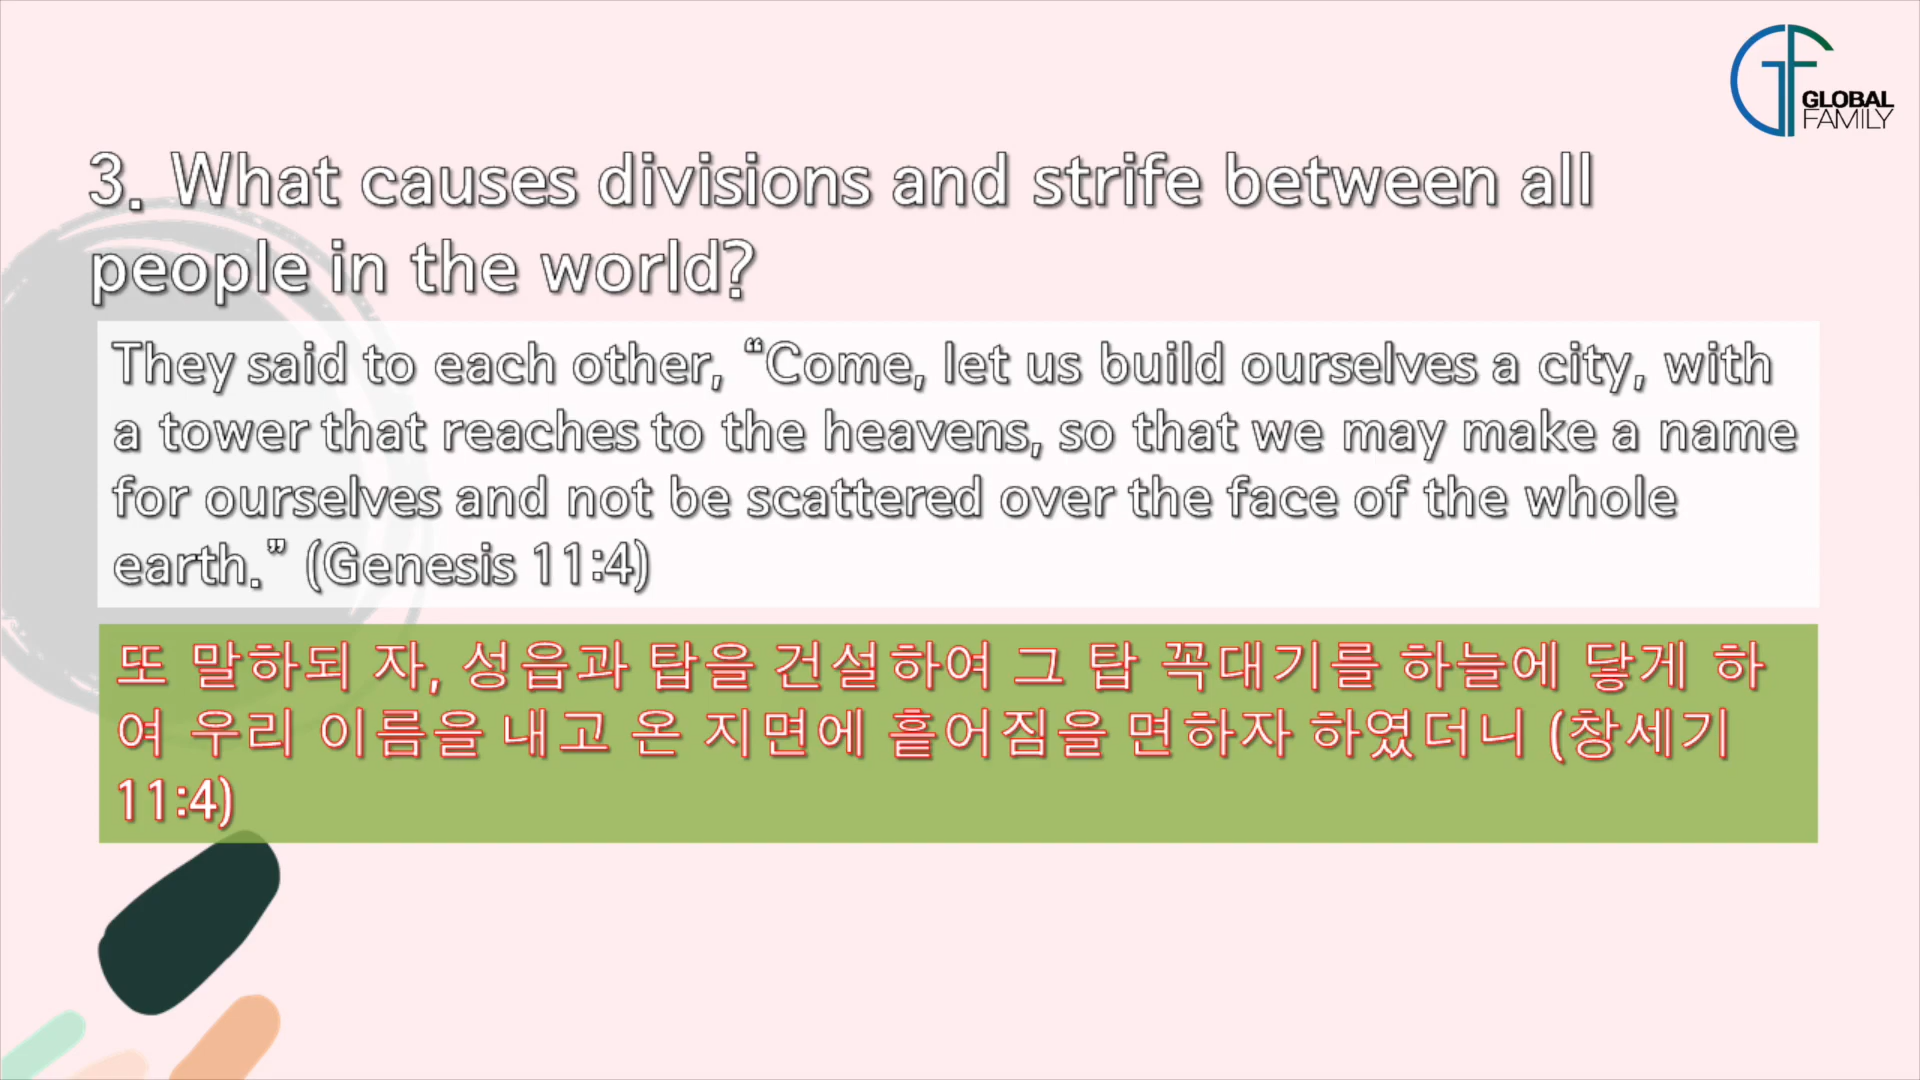 GLOBAL
FAMILY
3. What causes divisions and strife between all
people in the world?
They said to each other, “Come, let us build ourselves a city, with
a tower that reaches to the heavens, so that we may make a name
for ourselves and not be scattered over the face of the whole
earth.” (Genesis 11:4)
또 말하되 자, 성읍과 탑을 건설하여 그 탑 꼭대기를 하늘에 닿게 하
여 우리 이름을 내고 온 지면에 흩어짐을 면하자 하였더니 (창세기
11:4)